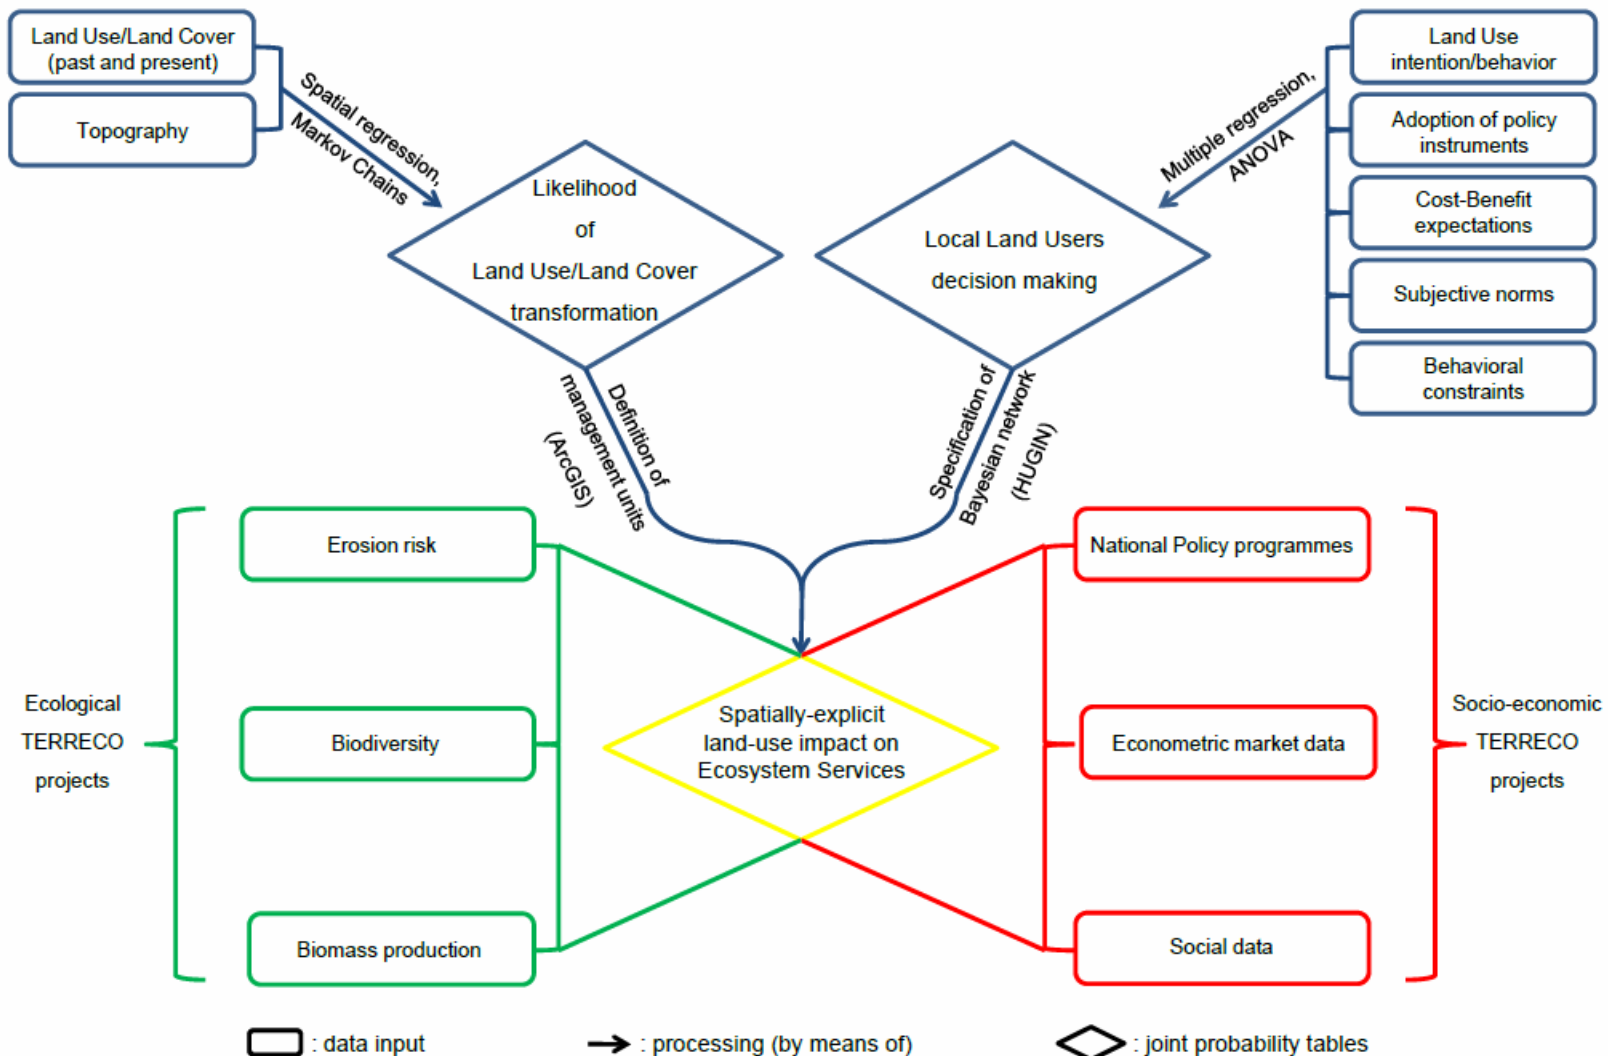 Land Use/Land Cover
(past and present)
Topography
Spatial regression,
Markov Chains
Likelihood
of
Land Use/Land Cover
transformation
Local Land Users
decision making
Multiple regression,
ANOVA
Land Use
intention/behavior
Adoption of policy
instruments
Cost-Benefit
expectations
Subjective norms
Behavioral
constraints
Definition of
management units
(ArcGIS)
Specification of
Bayesian network
(HUGIN)
Ecological
TERRECO
projects
Erosion risk
Biodiversity
Biomass production
Spatially-explicit
land-use impact on
Ecosystem Services
National Policy programmes
Econometric market data
Social data
Socio-economic
TERRECO
projects
: data input
: processing (by means of)
: joint probability tables